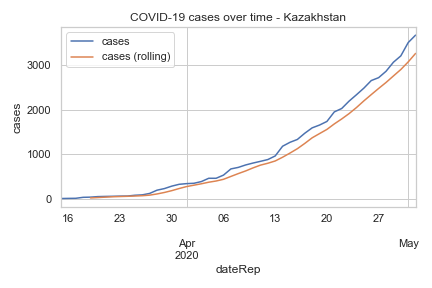 COVID-19 cases over time - Kazakhstan
cases
cases (rolling)
cases
3000
2000
1000
0
16 23 30 06 13 20 27
Apr May
2020
dateRep